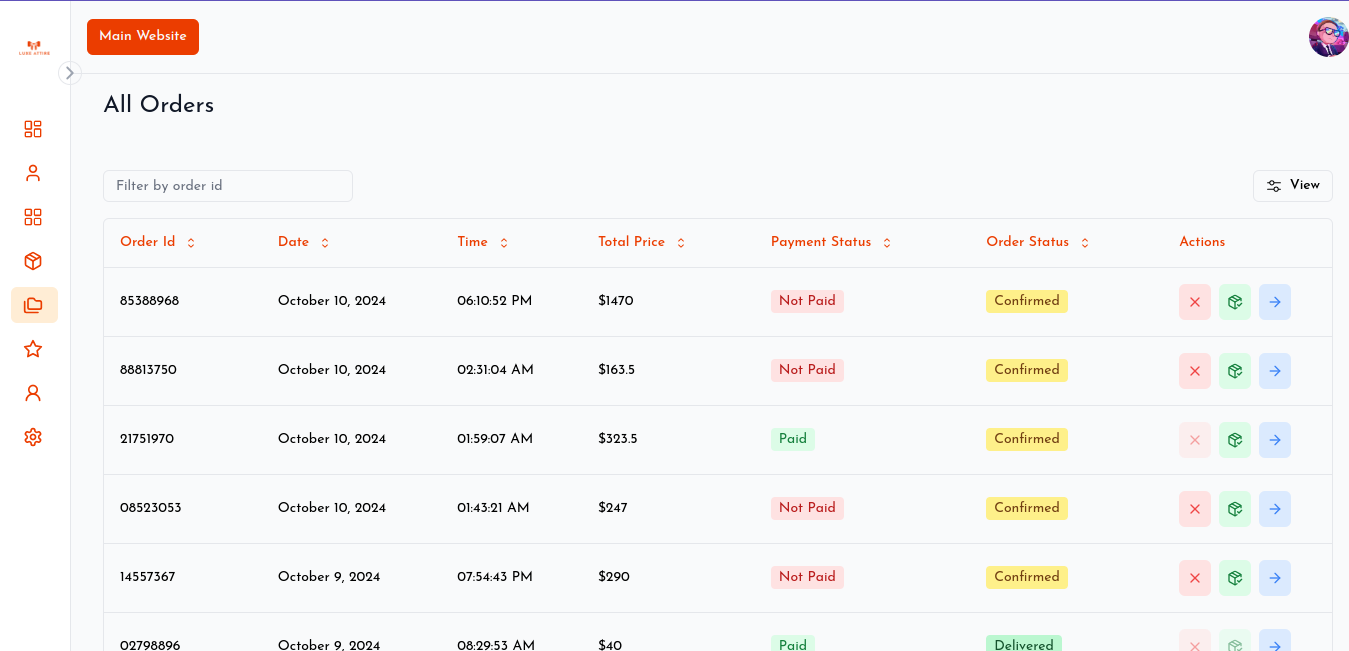 Main Website
LUXE ATTIRE
All Orders
Filter by order id
View
Order Id Date Time Total Price Payment Status Order Status Actions
85388968 October 10, 2024 06:10:52 PM $1470 Not Paid Confirmed
88813750 October 10, 2024 02:31:04 AM $163.5 Not Paid Confirmed
21751970 October 10, 2024 01:59:07 AM $323.5 Paid Confirmed
08523053 October 10, 2024 01:43:21 AM $247 Not Paid Confirmed
14557367 October 9, 2024 07:54:43 PM $290 Not Paid Confirmed
02798896 October 9, 2024 08:29:53 AM $40 Paid Delivered